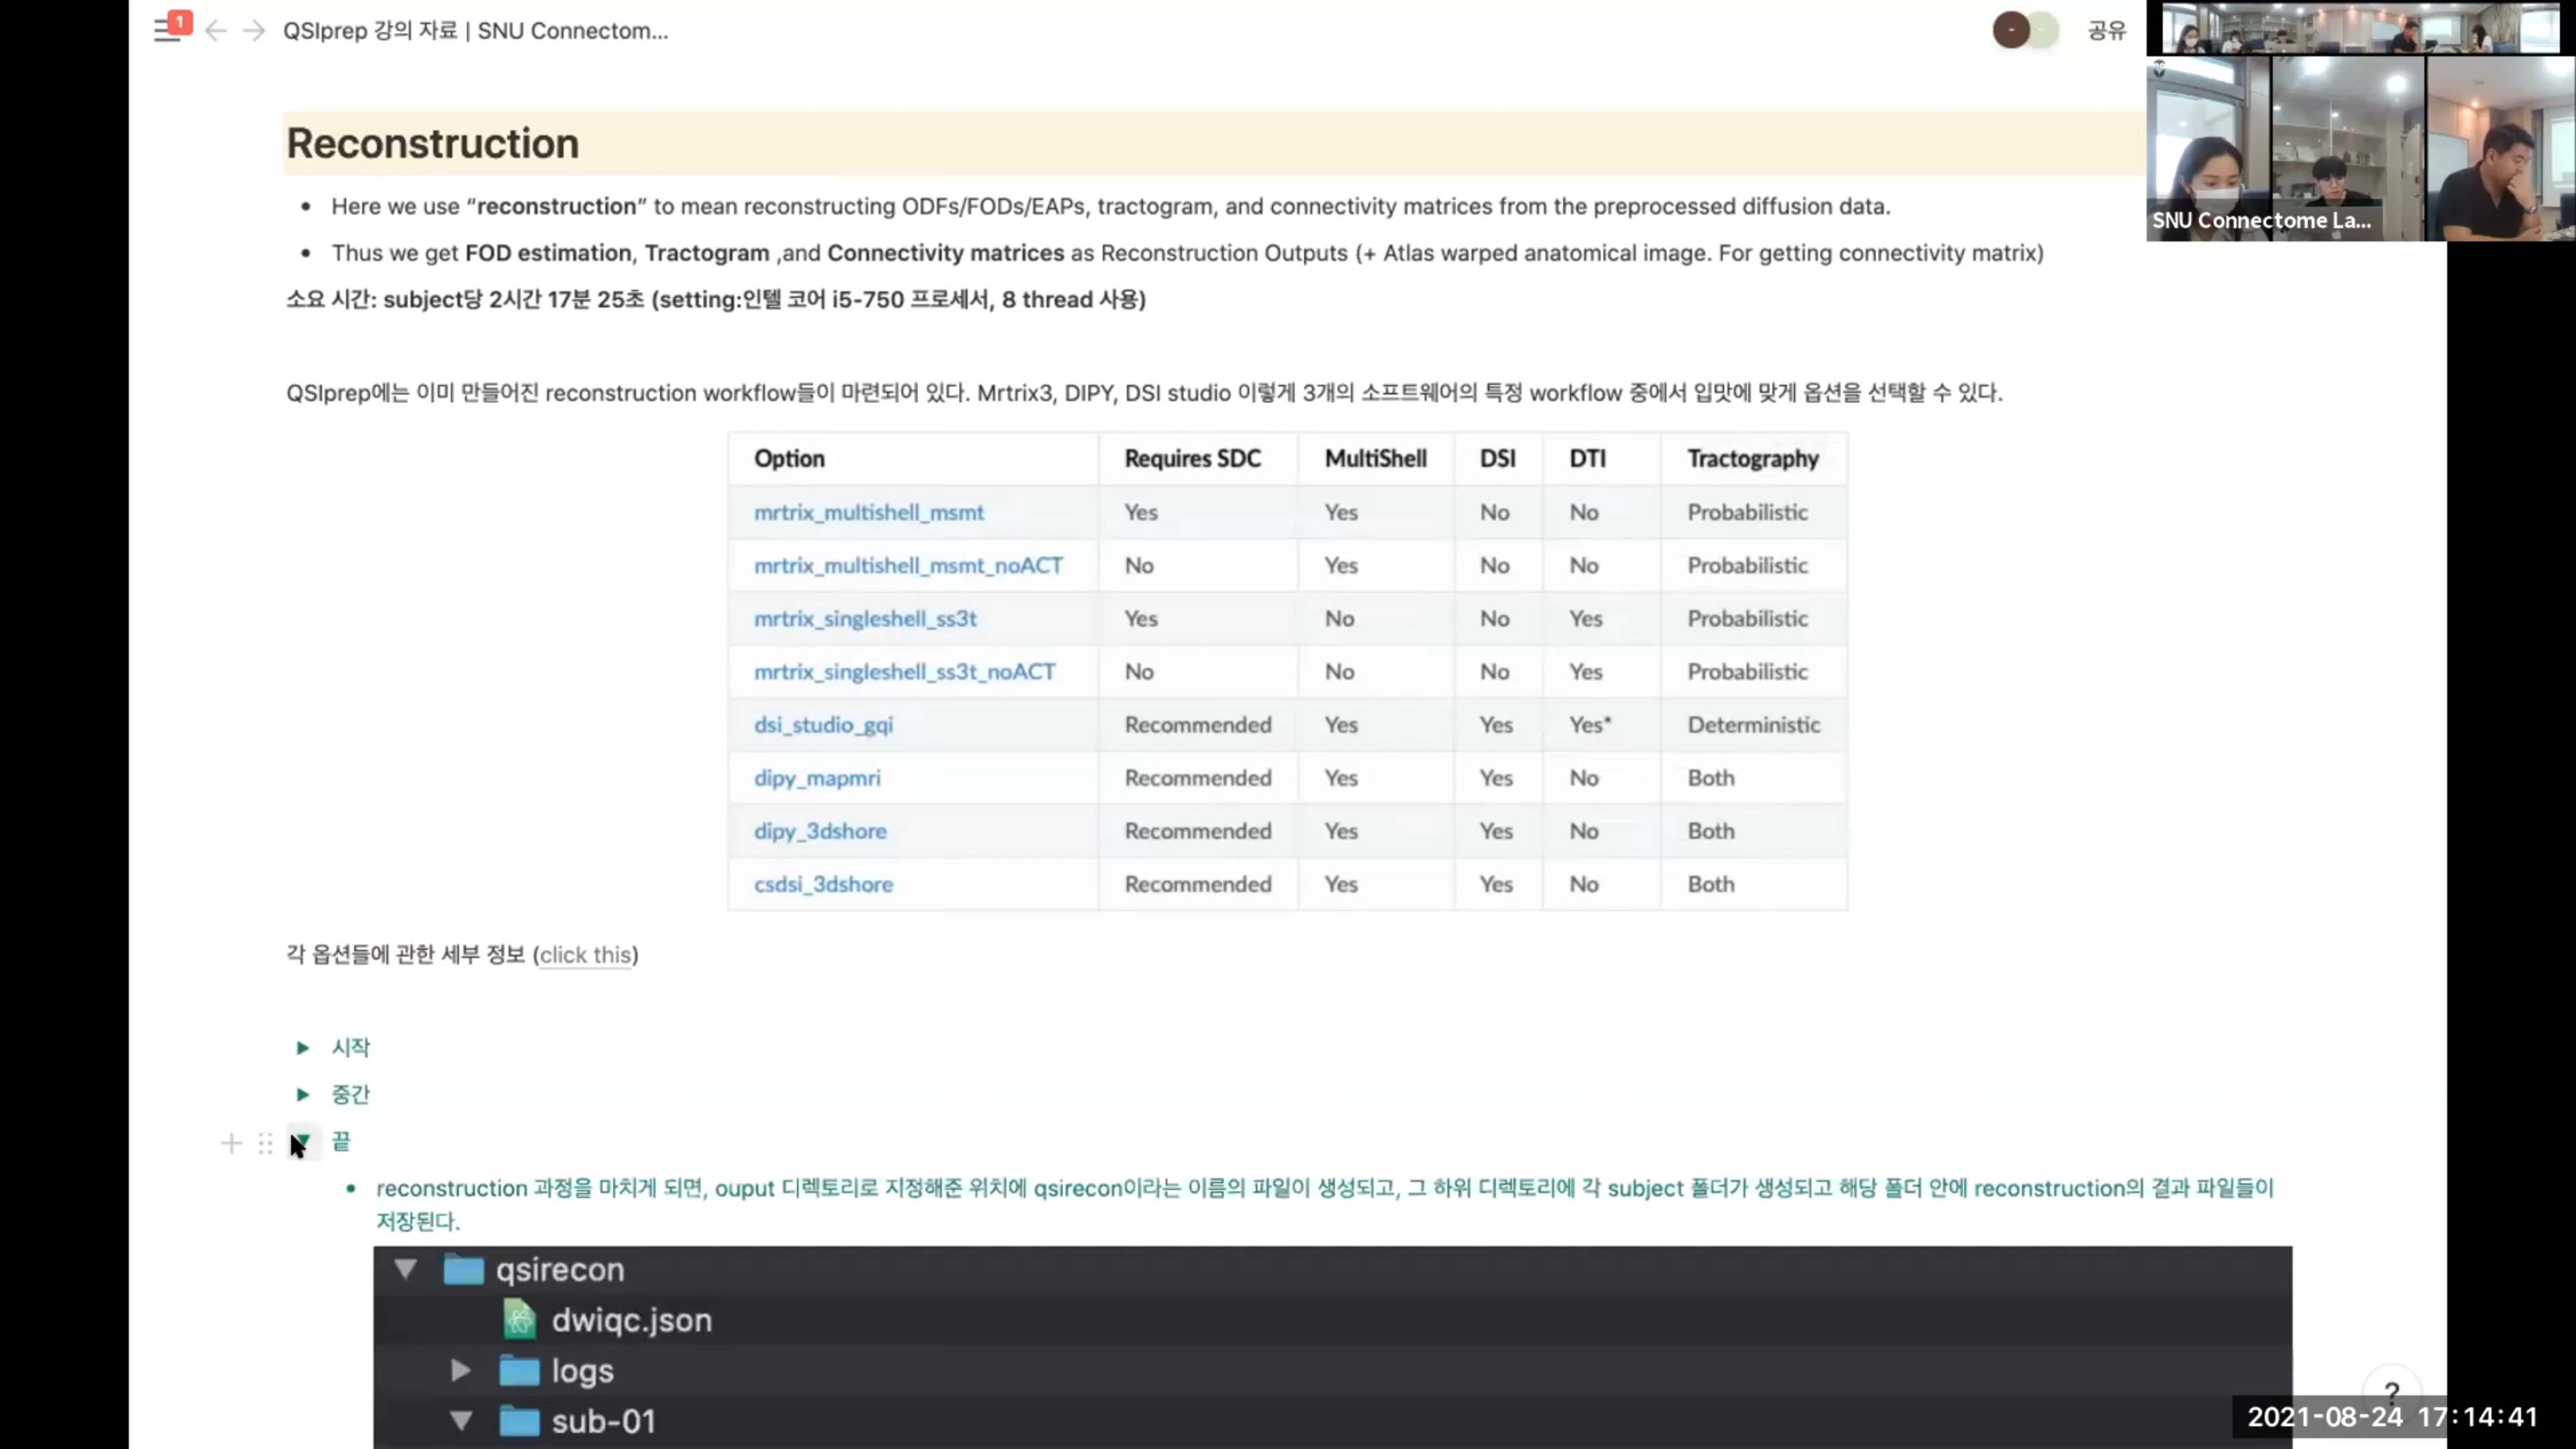 1
QSIprep 강의 자료 | SNU Connectom...
공유
SNU Connectome La...
Reconstruction
Here we use “reconstruction” to mean reconstructing ODFs/FODs/EAPs, tractogram, and connectivity matrices from the preprocessed diffusion data.
Thus we get FOD estimation, Tractogram ,and Connectivity matrices as Reconstruction Outputs (+ Atlas warped anatomical image. For getting connectivity matrix)
소요 시간: subject당 2시간 17분 25초 (setting:인텔 코어 i5-750 프로세서, 8 thread 사용)
QSIprep에는 이미 만들어진 reconstruction workflow들이 마련되어 있다. Mrtrix3, DIPY, DSI studio 이렇게 3개의 소프트웨어의 특정 workflow 중에서 입맛에 맞게 옵션을 선택할 수 있다.
Option Requires SDC MultiShell DSI DTI Tractography
mrtrix_multishell_msmt Yes Yes No No Probabilistic
mrtrix_multishell_msmt_noACT No Yes No No Probabilistic
mrtrix_singleshell_ss3t Yes No No Yes Probabilistic
mrtrix_singleshell_ss3t_noACT No No No Yes Probabilistic
dsi_studio_gqi Recommended Yes Yes Yes* Deterministic
dipy_mapmri Recommended Yes Yes No Both
dipy_3dshore Recommended Yes Yes No Both
csdsi_3dshore Recommended Yes Yes No Both
각 옵션들에 관한 세부 정보 (click this)
시작
중간
끝
reconstruction 과정을 마치게 되면, ouput 디렉토리로 지정해준 위치에 qsirecon이라는 이름의 파일이 생성되고, 그 하위 디렉토리에 각 subject 폴더가 생성되고 해당 폴더 안에 reconstruction의 결과 파일들이
저장된다.
qsirecon
dwiqc.json
logs
sub-01
?
2021-08-24 17:14:41